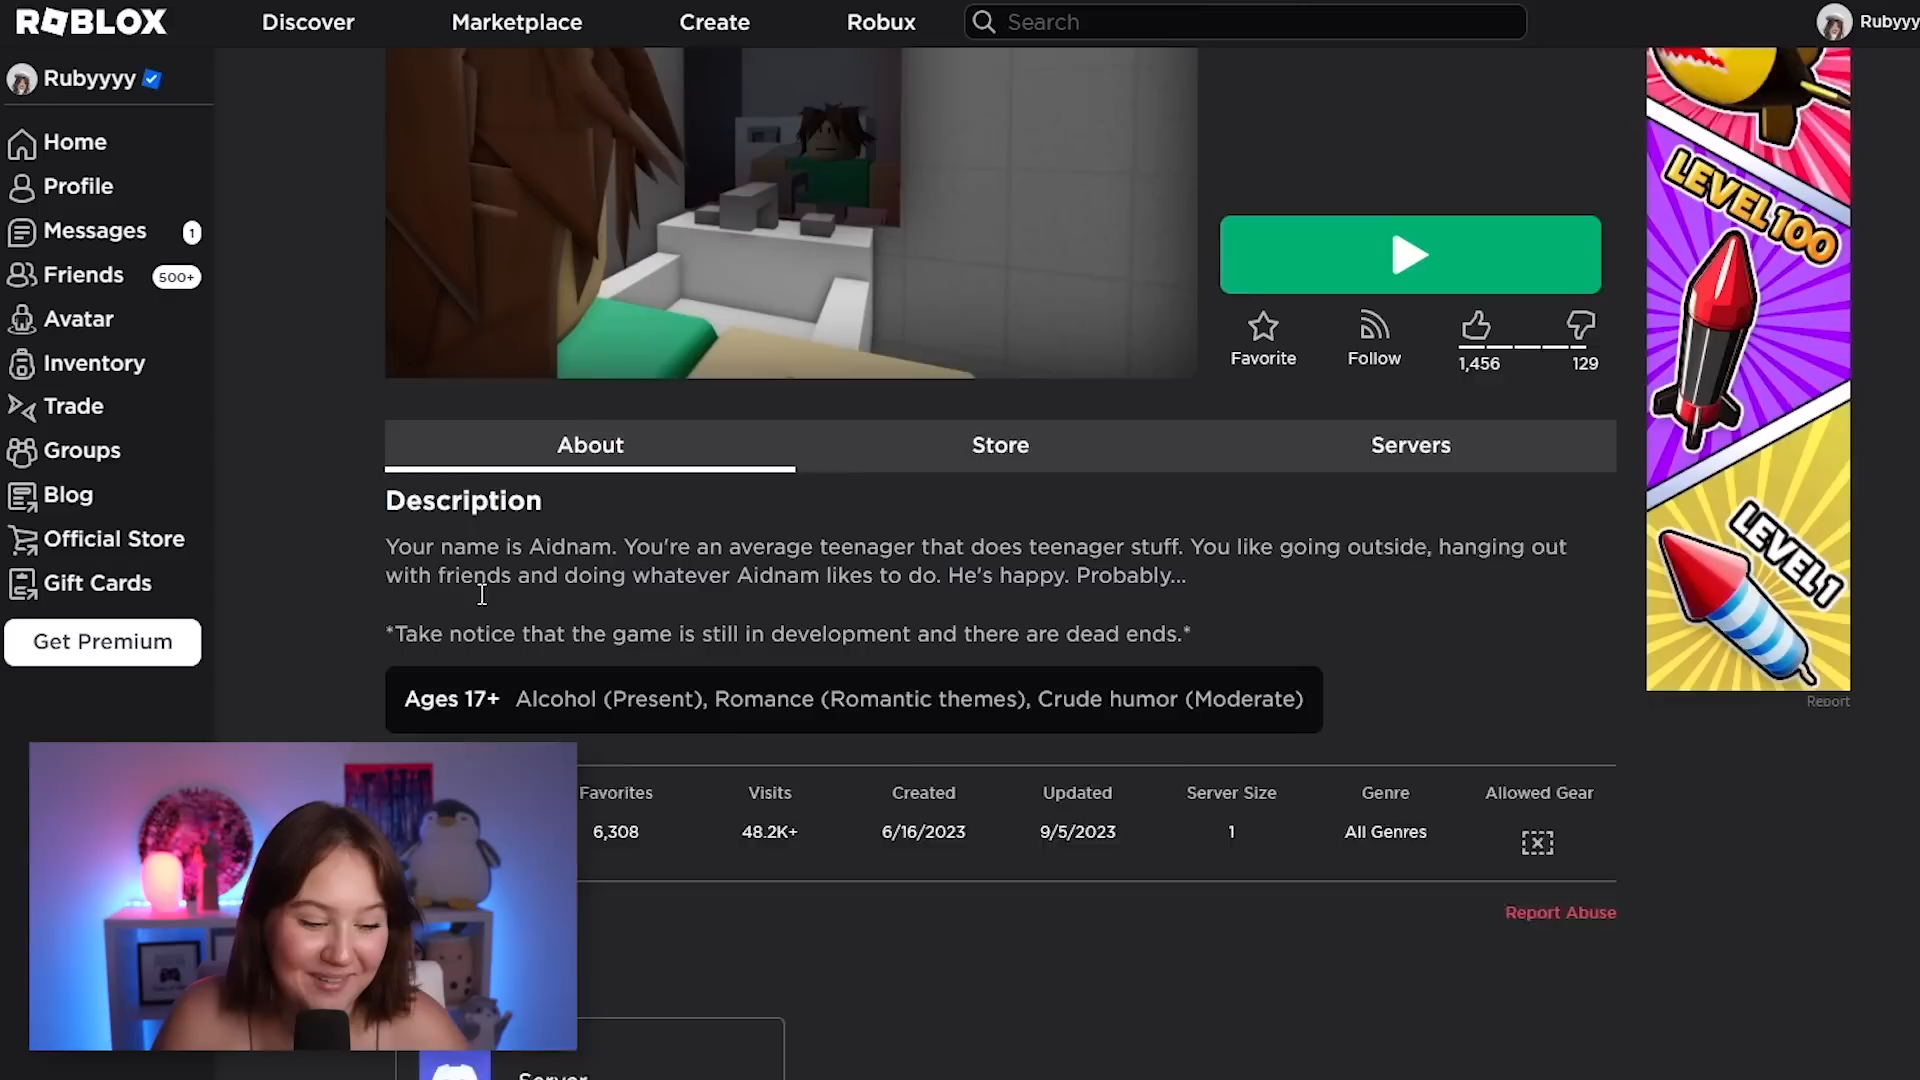 ROBLOX
Discover
Marketplace
Create
Robux
Search
Rubyyy
Rubyyyy
Home
Profile
Messages
1
Friends
500+
Avatar
Inventory
Trade
Groups
Blog
Official Store
Gift Cards
Get Premium
Favorite
Follow
1,456
129
About
Store
Servers
Description
Your name is Aidnam. You're an average teenager that does teenager stuff. You like going outside, hanging out
with friends and doing whatever Aidnam likes to do. He's happy. Probably...
*Take notice that the game is still in development and there are dead ends.*
Ages 17+ Alcohol (Present), Romance (Romantic themes), Crude humor (Moderate)
Favorites
Visits
Created
Updated
Server Size
Genre
Allowed Gear
6,308
48.2K+
6/16/2023
9/5/2023
1
All Genres
Report Abuse
Server
LEVEL 100
LEVEL 1
Report